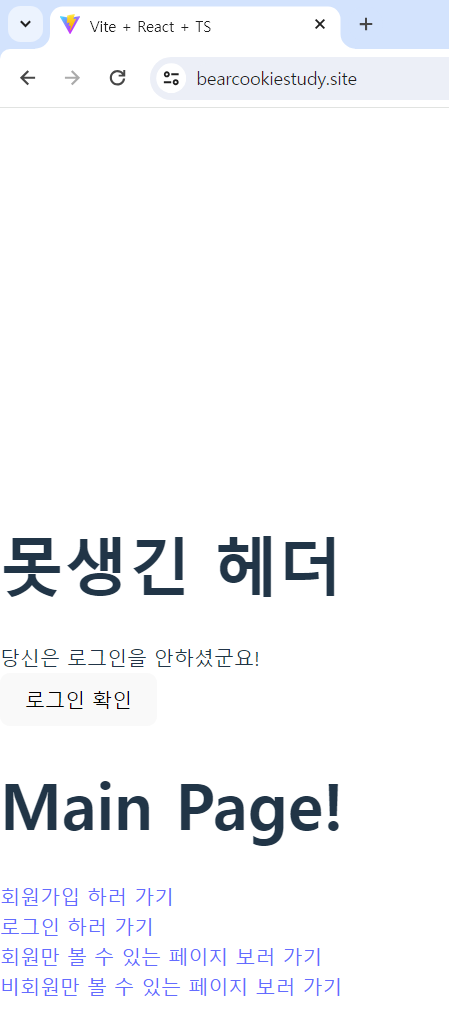 Vite + React + TS
bearcookiestudy.site
못생긴 헤더
당신은 로그인을 안하셨군요!
로그인 확인
Main Page!
회원가입 하러 가기
로그인 하러 가기
회원만 볼 수 있는 페이지 보러 가기
비회원만 볼 수 있는 페이지 보러 가기